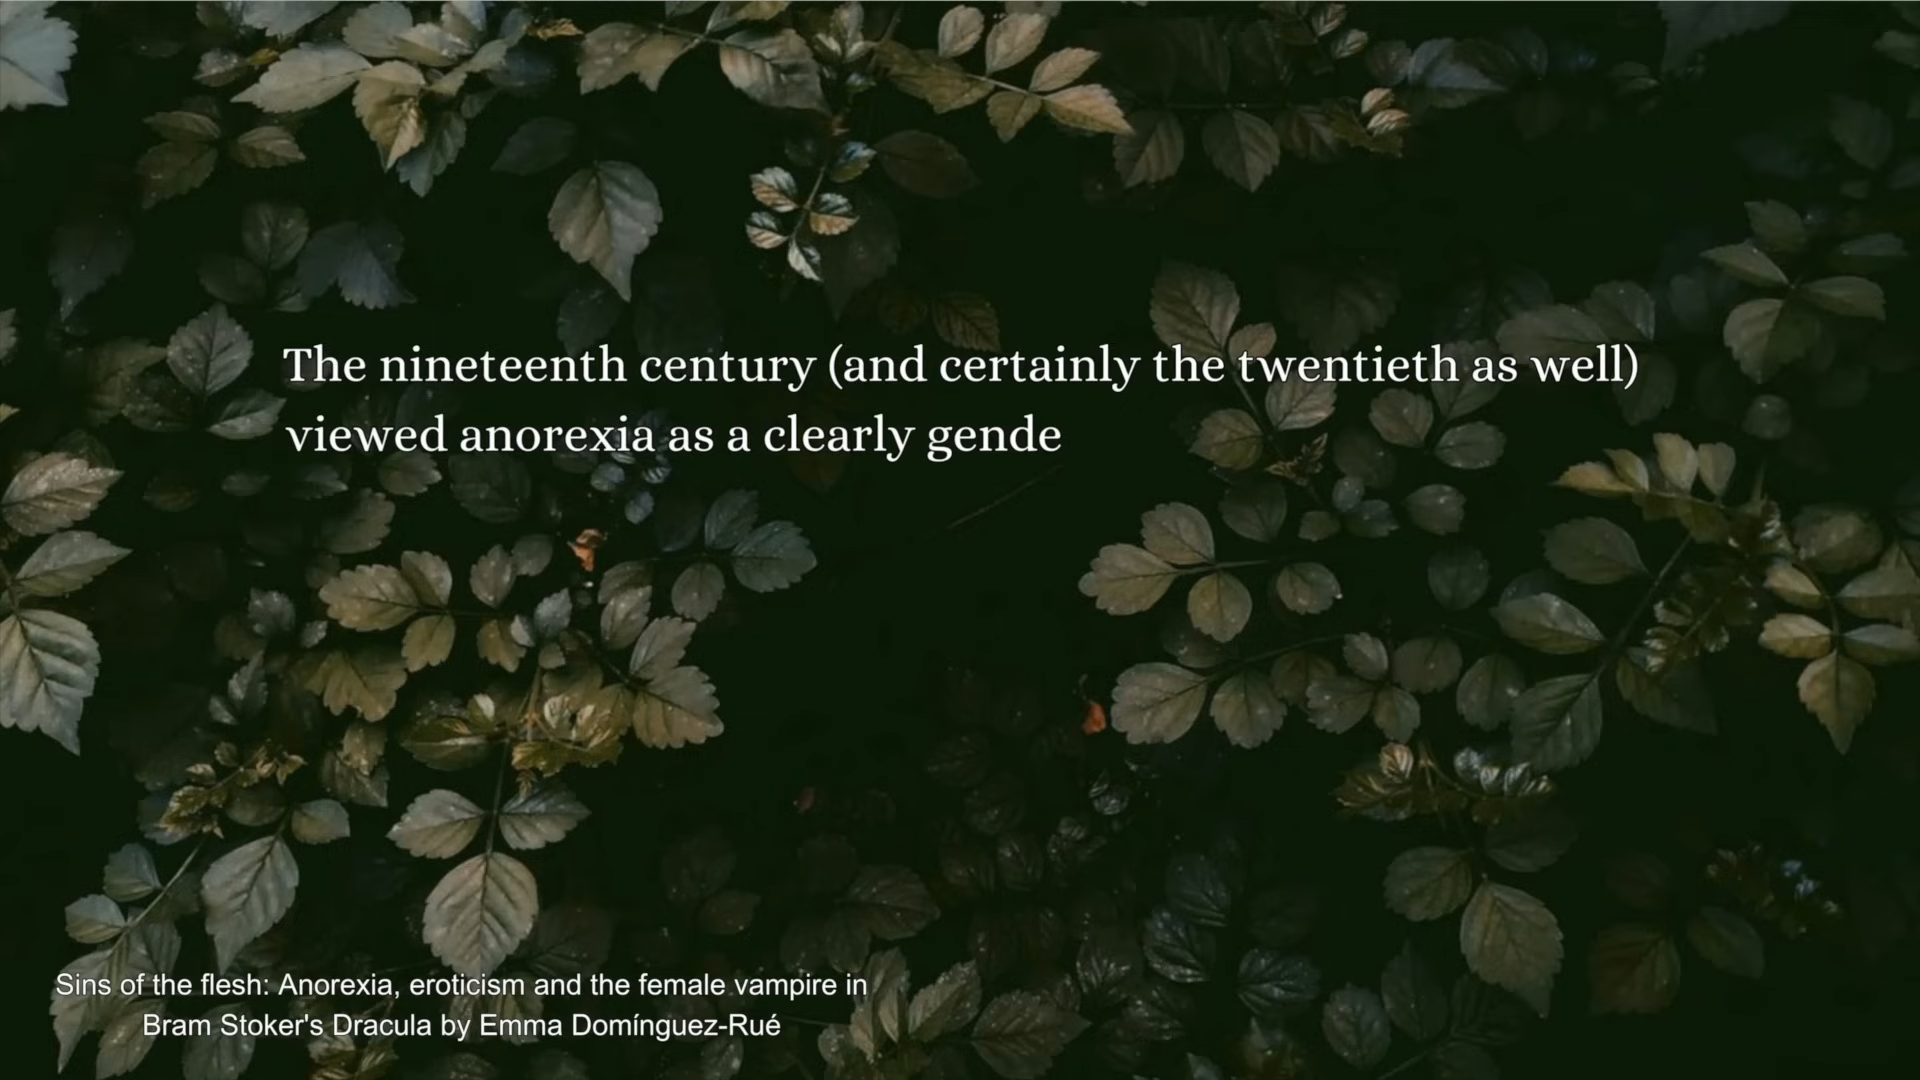 The nineteenth century (and certainly the twentieth as well)
viewed anorexia as a clearly gende
Sins of the flesh: Anorexia, eroticism and the female vampire in
Bram Stoker's Dracula by Emma Domínguez-Rué